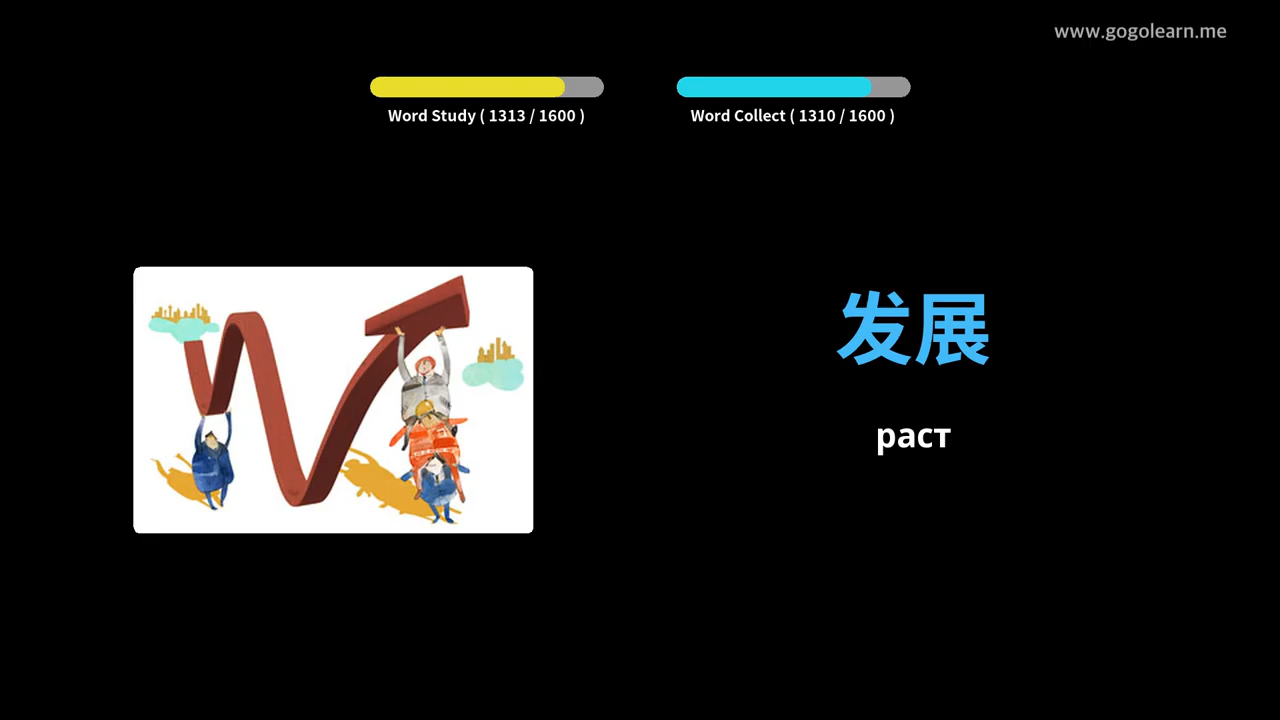 www.gogolearn.me
Word Study ( 1313 / 1600 )
Word Collect ( 1310 / 1600 )
发展
раст